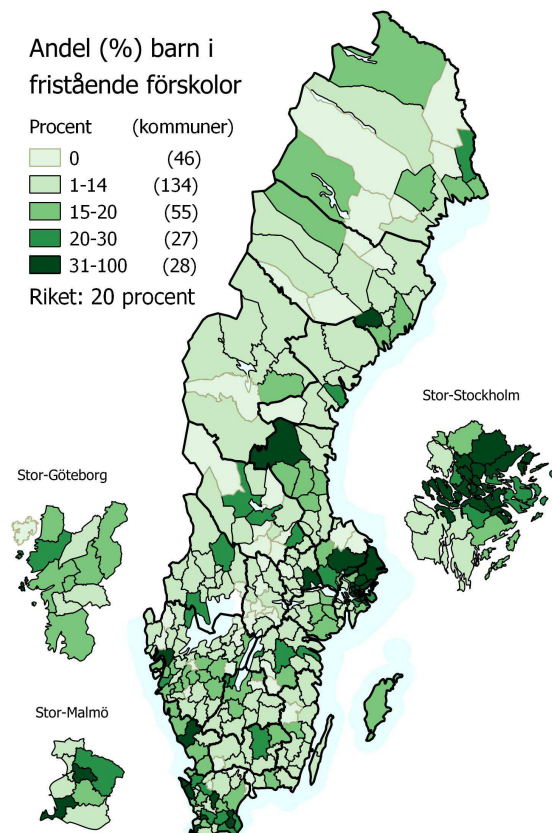 Andel (%) barn i
fristående förskolor
Procent (kommuner)
0 (46)
1-14 (134)
15-20 (55)
20-30 (27)
31-100 (28)
Riket: 20 procent
Stor-Stockholm
Stor-Göteborg
Stor-Malmö